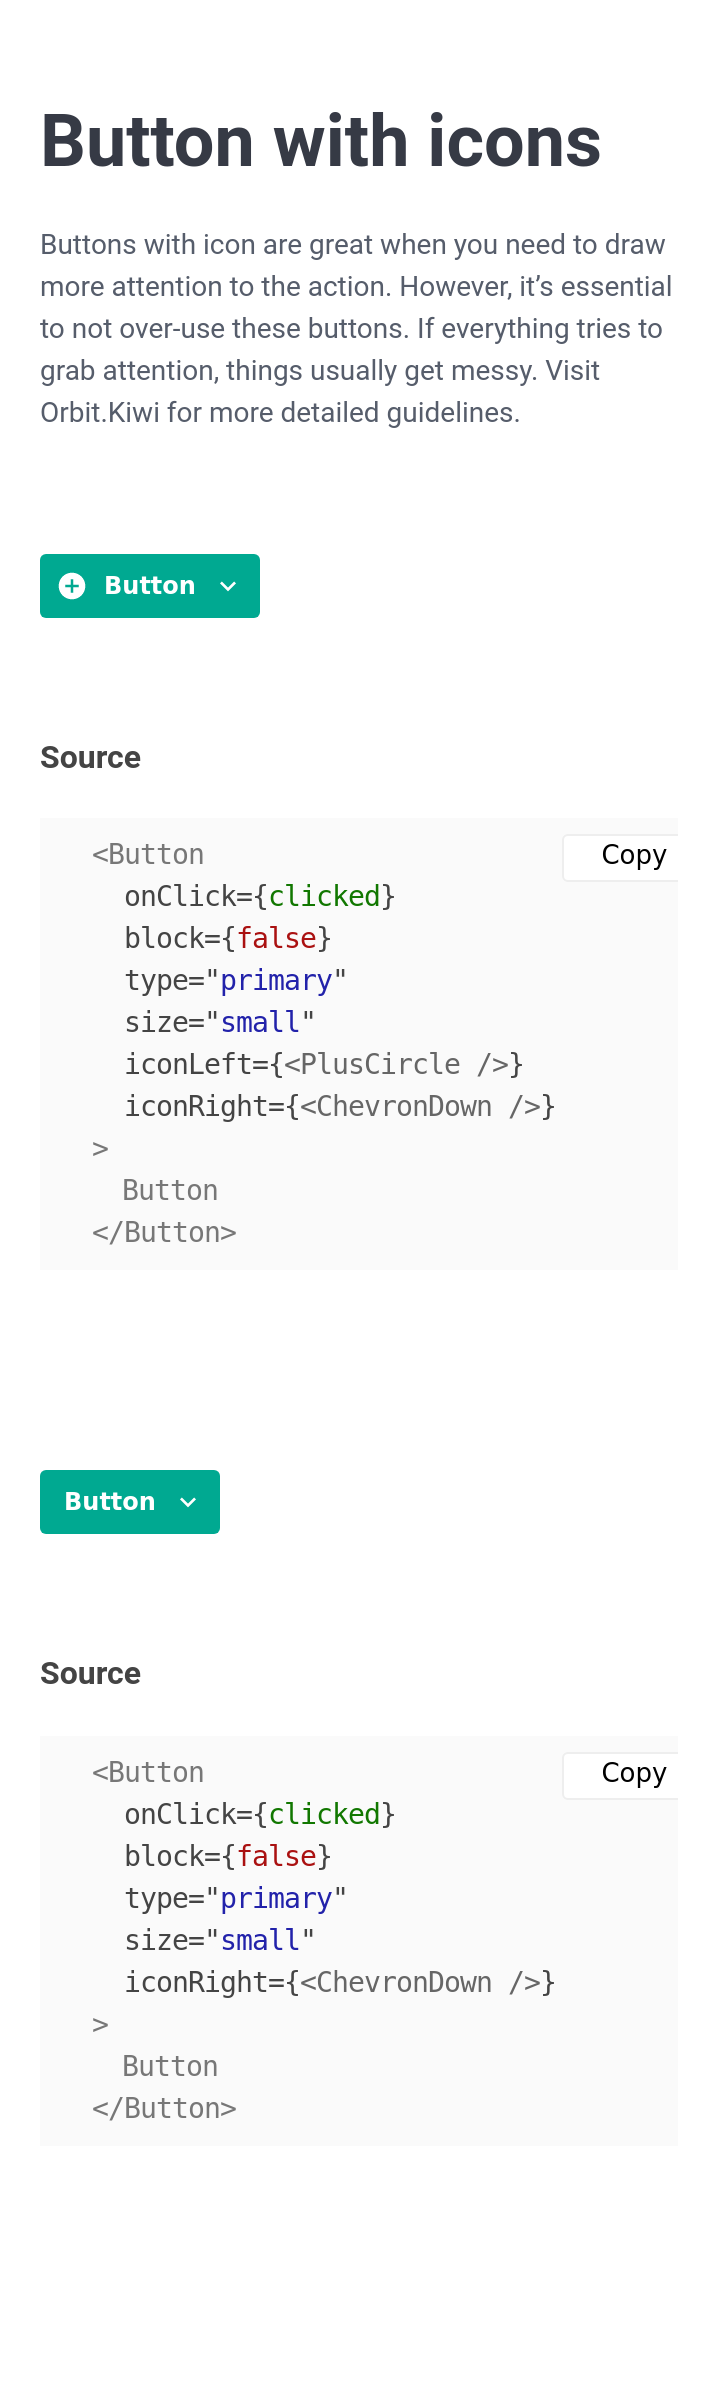 Button with icons
Buttons with icon are great when you need to draw
more attention to the action. However, it’s essential
to not over-use these buttons. If everything tries to
grab attention, things usually get messy. Visit
Orbit.Kiwi for more detailed guidelines.
Button
Source
<Button
Copy
onClick={clicked}
block={false}
type="primary"
size="small"
iconLeft={<PlusCircle />}
iconRight={<ChevronDown />}
>
Button
</Button>
Button
Source
<Button
Copy
onClick={clicked}
block={false}
type="primary"
size="small"
iconRight={<ChevronDown />}
>
Button
</Button>